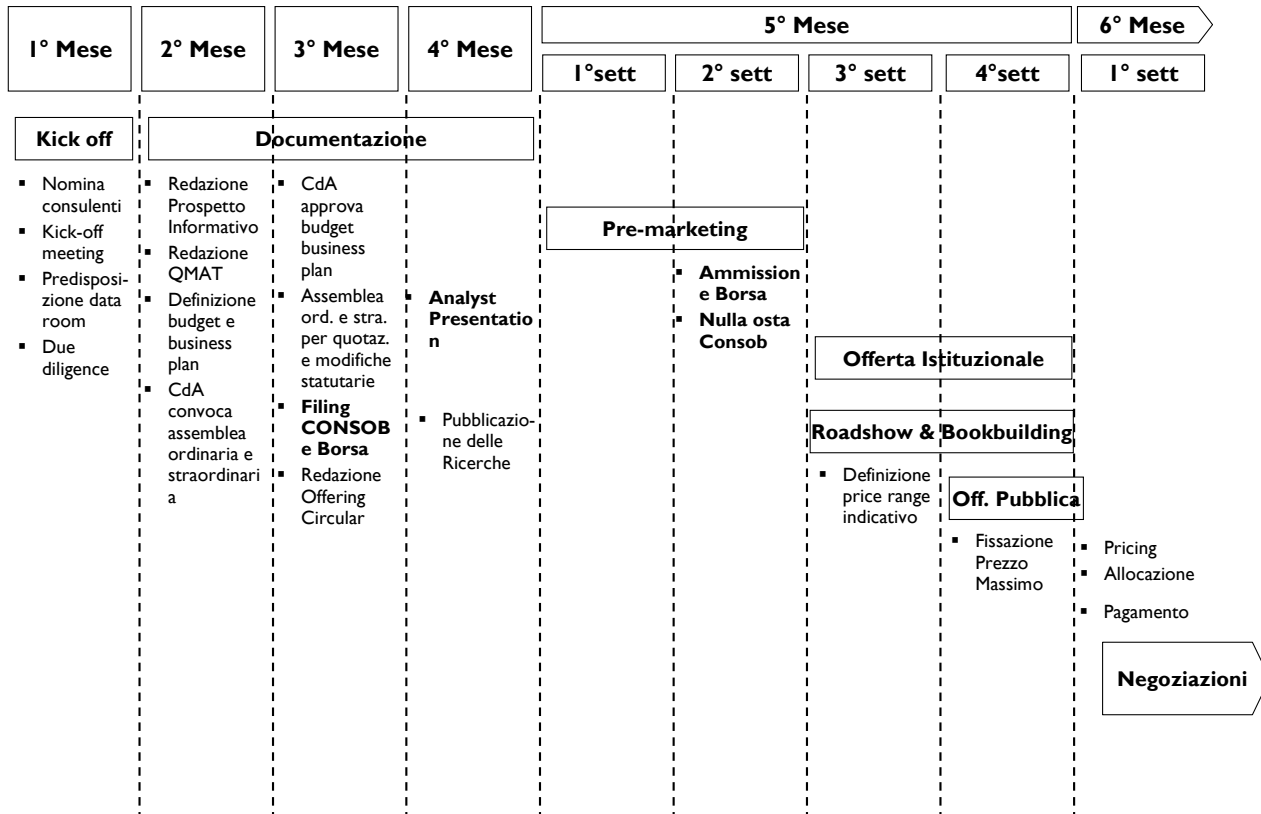 1° Mese
2° Mese
3° Mese
4° Mese
5° Mese
6° Mese
1°sett
2° sett
3° sett
4°sett
1° sett
Kick off
Documentazione
▪ Nomina
consulenti
▪ Kick-off
meeting
▪ Predisposi-
zione data
room
▪ Due
diligence
▪ Redazione
Prospetto
Informativo
▪ Redazione
QMAT
▪ Definizione
budget e
business
plan
▪ CdA
convoca
assemblea
ordinaria e
straordinari
a
▪ CdA
approva
budget
business
plan
▪ Assemblea
ord. e stra.
per quotaz.
e modifiche
statutarie
▪ Filing
CONSOB
e Borsa
▪ Redazione
Offering
Circular
▪ Analyst
Presentatio
n
▪ Pubblicazio-
ne delle
Ricerche
Pre-marketing
▪ Ammission
e Borsa
▪ Nulla osta
Consob
Offerta Istituzionale
Roadshow & Bookbuilding
▪ Definizione
price range
indicativo
Off. Pubblica
▪ Fissazione
Prezzo
Massimo
▪ Pricing
▪ Allocazione
▪ Pagamento
Negoziazioni